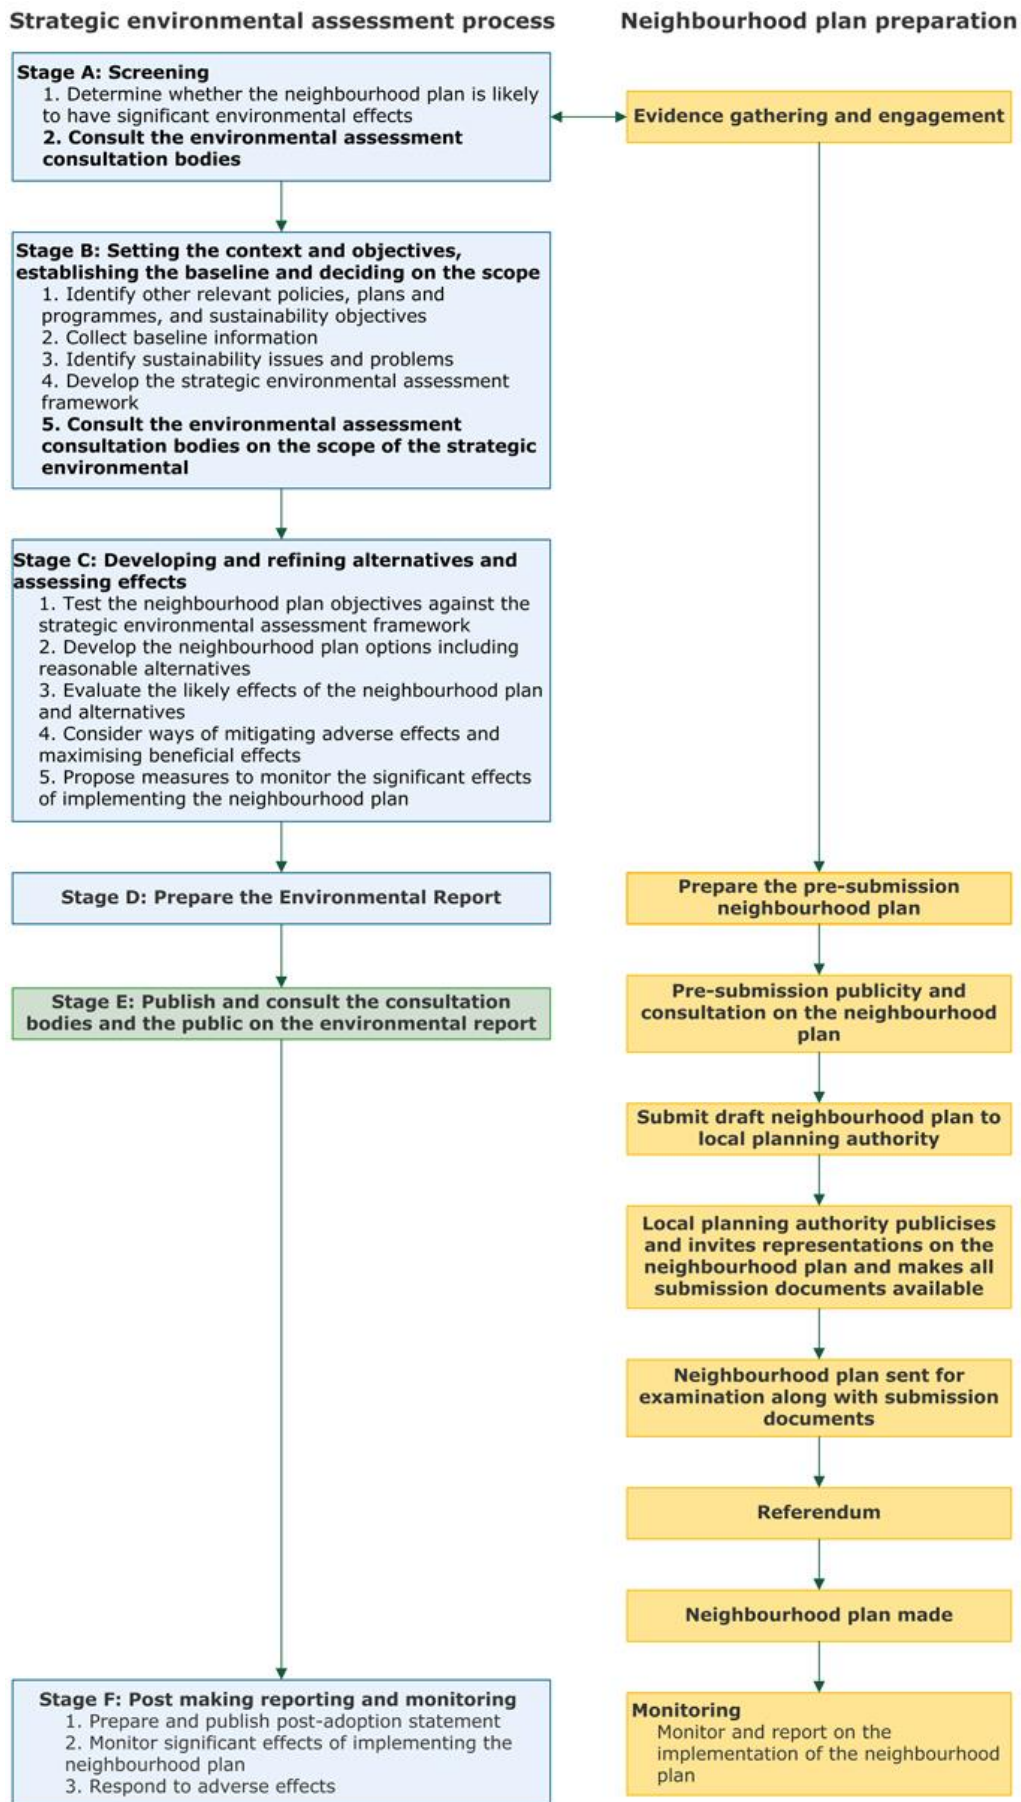 Strategic environmental assessment process
Neighbourhood plan preparation
Stage A: Screening
1. Determine whether the neighbourhood plan is likely
to have significant environmental effects
2. Consult the environmental assessment
consultation bodies
Evidence gathering and engagement
Stage B: Setting the context and objectives,
establishing the baseline and deciding on the scope
1. Identify other relevant policies, plans and
programmes, and sustainability objectives
2. Collect baseline information
3. Identify sustainability issues and problems
4. Develop the strategic environmental assessment
framework
5. Consult the environmental assessment
consultation bodies on the scope of the strategic
environmental
Stage C: Developing and refining alternatives and
assessing effects
1. Test the neighbourhood plan objectives against the
strategic environmental assessment framework
2. Develop the neighbourhood plan options including
reasonable alternatives
3. Evaluate the likely effects of the neighbourhood plan
and alternatives
4. Consider ways of mitigating adverse effects and
maximising beneficial effects
5. Propose measures to monitor the significant effects
of implementing the neighbourhood plan
Stage D: Prepare the Environmental Report
Prepare the pre-submission
neighbourhood plan
Stage E: Publish and consult the consultation
bodies and the public on the environmental report
Pre-submission publicity and
consultation on the neighbourhood
plan
Submit draft neighbourhood plan to
local planning authority
Local planning authority publicises
and invites representations on the
neighbourhood plan and makes all
submission documents available
Neighbourhood plan sent for
examination along with submission
documents
Referendum
Neighbourhood plan made
Stage F: Post making reporting and monitoring
1. Prepare and publish post-adoption statement
2. Monitor significant effects of implementing the
neighbourhood plan
3. Respond to adverse effects
Monitoring
Monitor and report on the
implementation of the neighbourhood
plan